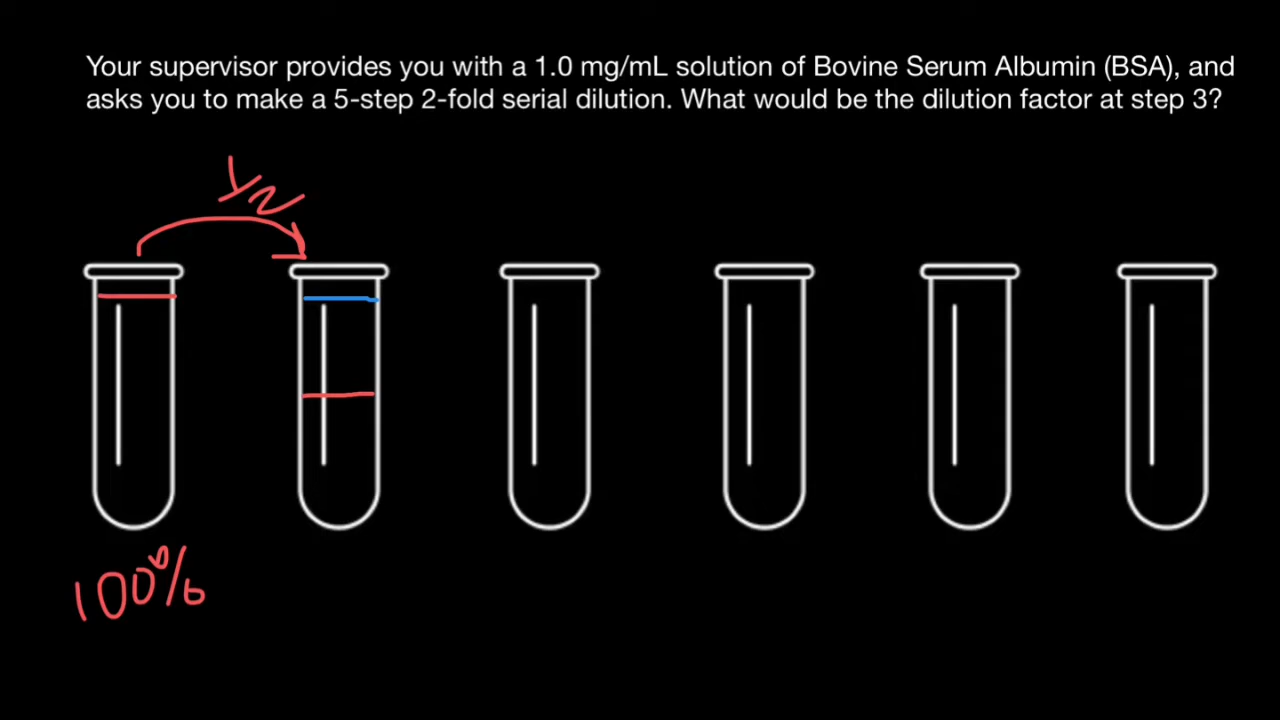 Your supervisor provides you with a 1.0 mg/mL solution of Bovine Serum Albumin (BSA), and
asks you to make a 5-step 2-fold serial dilution. What would be the dilution factor at step 3?
1/2
100%